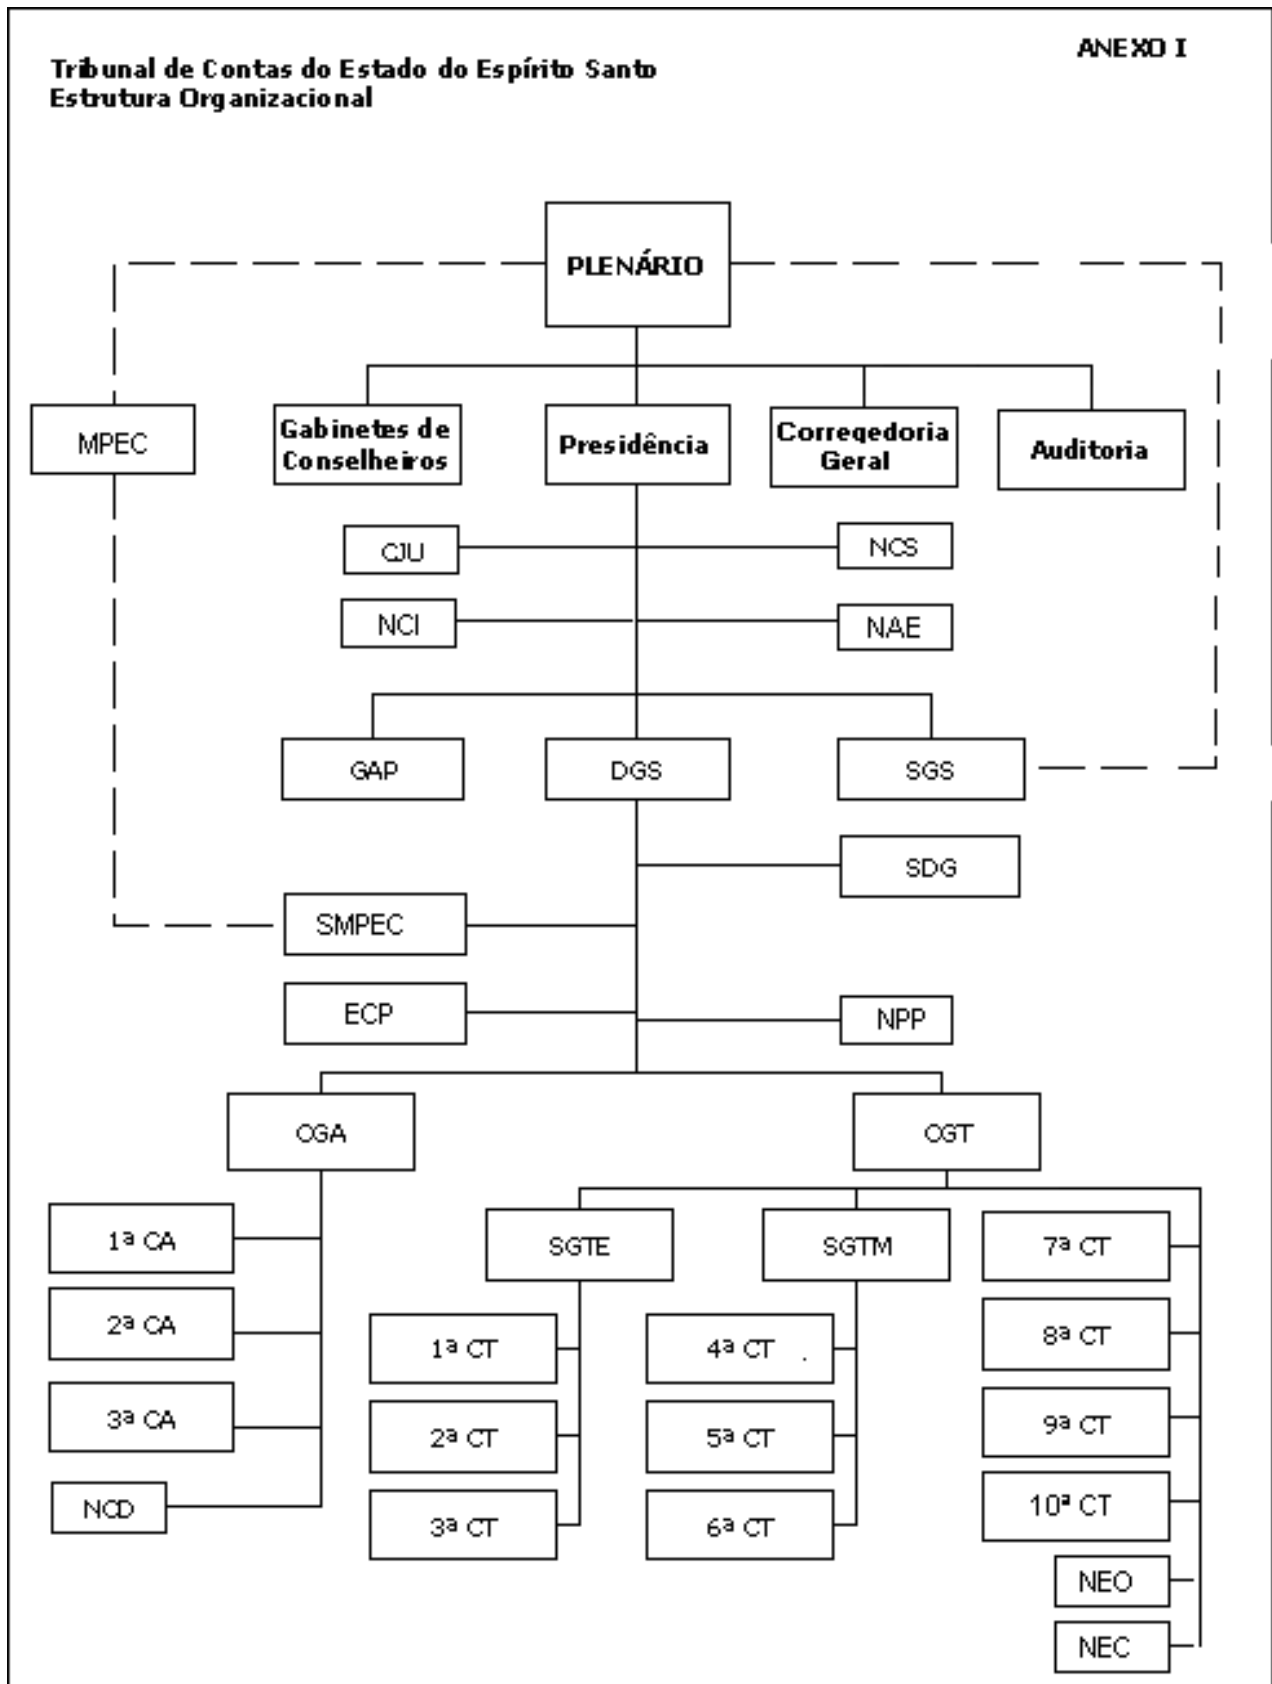 ANEXO I
Tribunal de Contas do Estado do Espírito Santo
Estrutura Organizacional
PLENÁRIO
MPEC
Gabinetes de
Conselheiros
Presidência
Corregedoria
Geral
Auditoria
CJU
NCS
NCI
NAE
GAP
DGS
SGS
SDG
SMPEC
ECP
NPP
CGA
CGT
1ª CA
2ª CA
3ª CA
NCD
SGTE
1ª CT
2ª CT
3ª CT
SGTM
4ª CT .
5ª CT
6ª CT
7ª CT
8ª CT
9ª CT
10ª CT
NEO
NEC